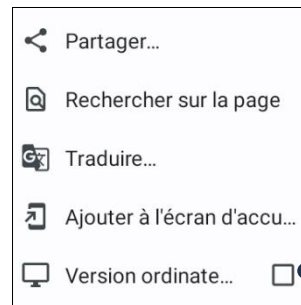 Partager...
Rechercher sur la page
Traduire...
Ajouter à l'écran d'accu...
Version ordinate...